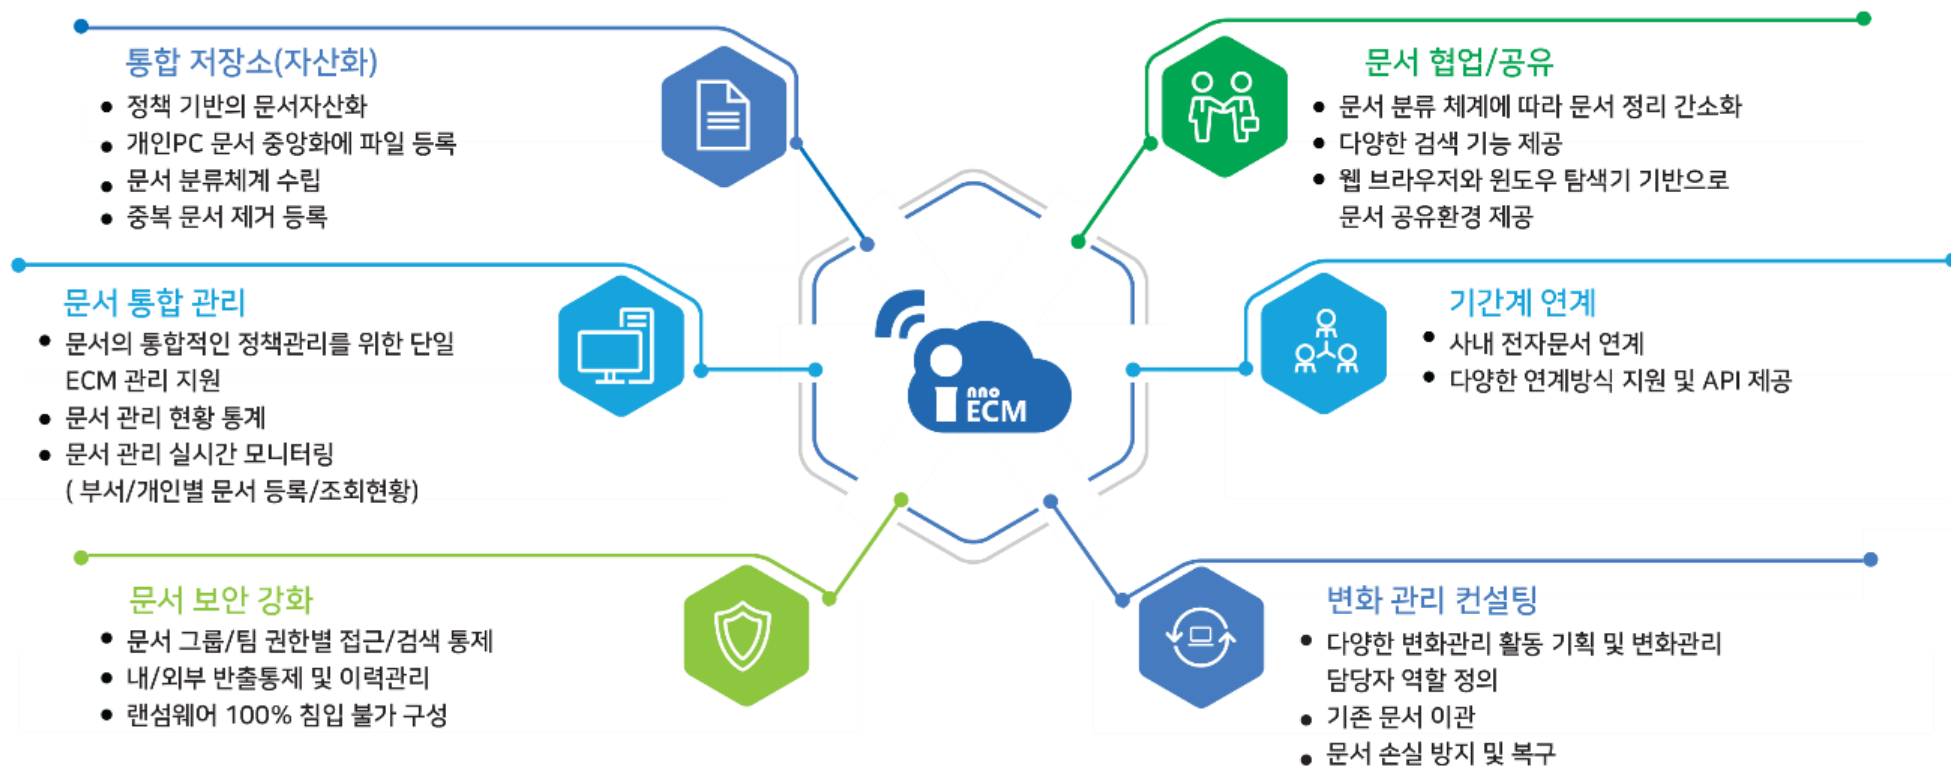 통합 저장소(자산화)
● 정책 기반의 문서자산화
● 개인PC 문서 중앙화에 파일 등록
● 문서 분류체계 수립
● 중복 문서 제거 등록
문서 통합 관리
● 문서의 통합적인 정책관리를 위한 단일
ECM 관리 지원
● 문서 관리 현황 통계
● 문서 관리 실시간 모니터링
( 부서/개인별 문서 등록/조회현황)
문서 보안 강화
● 문서 그룹/팀 권한별 접근/검색 통제
● 내/외부 반출통제 및 이력관리
● 랜섬웨어 100% 침입 불가 구성
inno
ECM
문서 협업/공유
● 문서 분류 체계에 따라 문서 정리 간소화
● 다양한 검색 기능 제공
● 웹 브라우저와 윈도우 탐색기 기반으로
문서 공유환경 제공
기간계 연계
● 사내 전자문서 연계
● 다양한 연계방식 지원 및 API 제공
변화 관리 컨설팅
● 다양한 변화관리 활동 기획 및 변화관리
담당자 역할 정의
● 기존 문서 이관
● 문서 손실 방지 및 복구